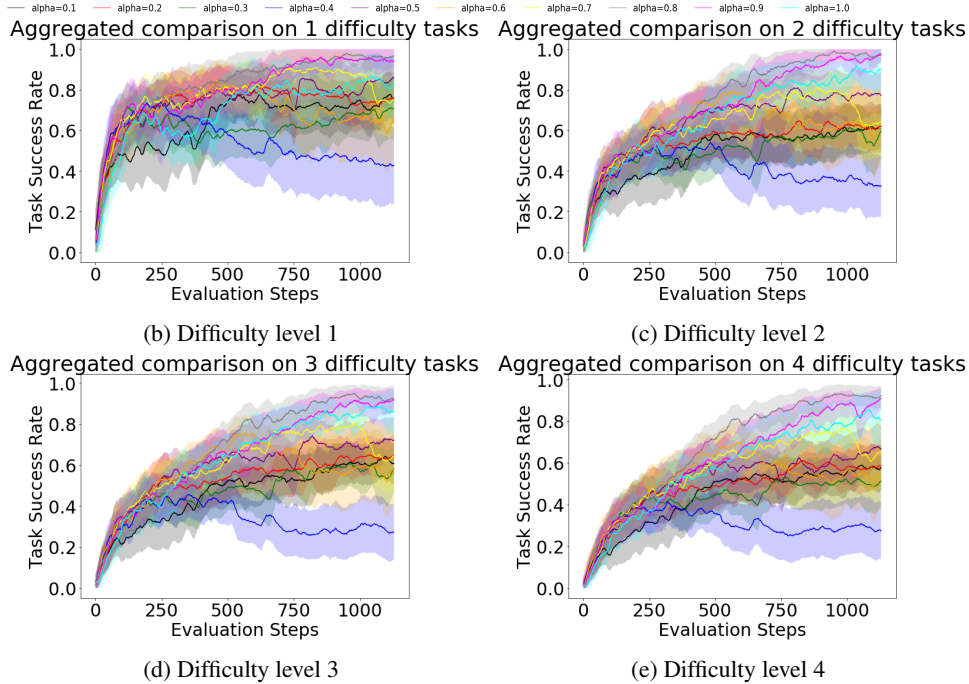 alpha=0.1 alpha=0.2 alpha=0.3 alpha=0.4 alpha=0.5 alpha=0.6 alpha=0.7 alpha=0.8 alpha=0.9 alpha=1.0
Aggregated comparison on 1 difficulty tasks
Task Success Rate
1.0
0.8
0.6
0.4
0.2
0.0
0 250 500 750 1000
Evaluation Steps
(b) Difficulty level 1
Aggregated comparison on 2 difficulty tasks
Task Success Rate
1.0
0.8
0.6
0.4
0.2
0.0
0 250 500 750 1000
Evaluation Steps
(c) Difficulty level 2
Aggregated comparison on 3 difficulty tasks
Task Success Rate
1.0
0.8
0.6
0.4
0.2
0.0
0 250 500 750 1000
Evaluation Steps
(d) Difficulty level 3
Aggregated comparison on 4 difficulty tasks
Task Success Rate
1.0
0.8
0.6
0.4
0.2
0.0
0 250 500 750 1000
Evaluation Steps
(e) Difficulty level 4